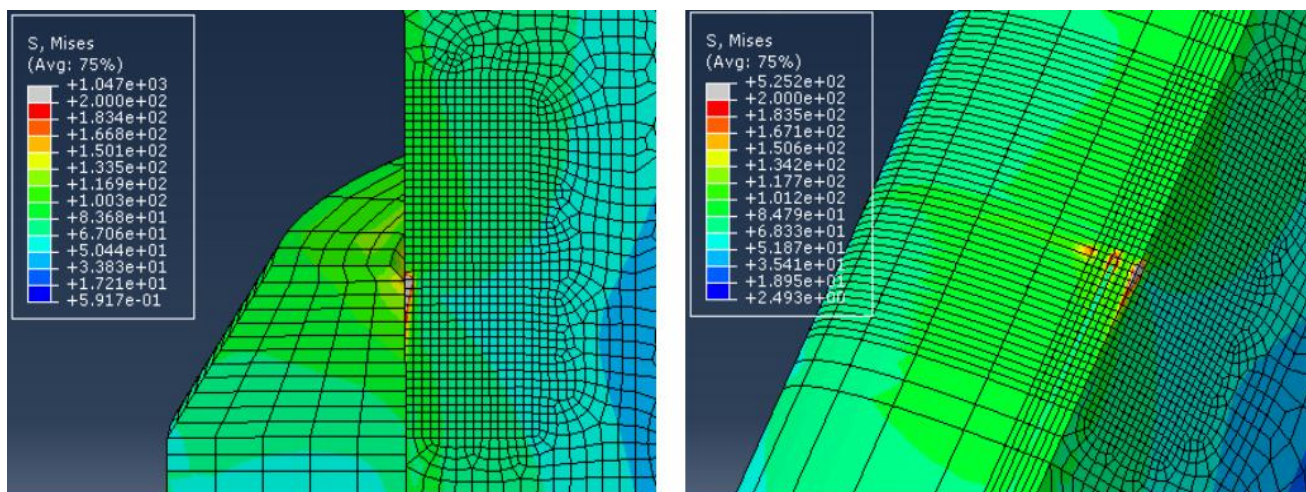 S, Mises
(Avg: 75%)
+1.047e+03
+2.000e+02
+1.834e+02
+1.668e+02
+1.501e+02
+1.335e+02
+1.169e+02
+1.003e+02
+8.368e+01
+6.706e+01
+5.044e+01
+3.383e+01
+1.721e+01
+5.917e-01
S, Mises
(Avg: 75%)
+5.252e+02
+2.000e+02
+1.835e+02
+1.671e+02
+1.506e+02
+1.342e+02
+1.177e+02
+1.012e+02
+8.479e+01
+6.833e+01
+5.187e+01
+3.541e+01
+1.895e+01
+2.493e+00